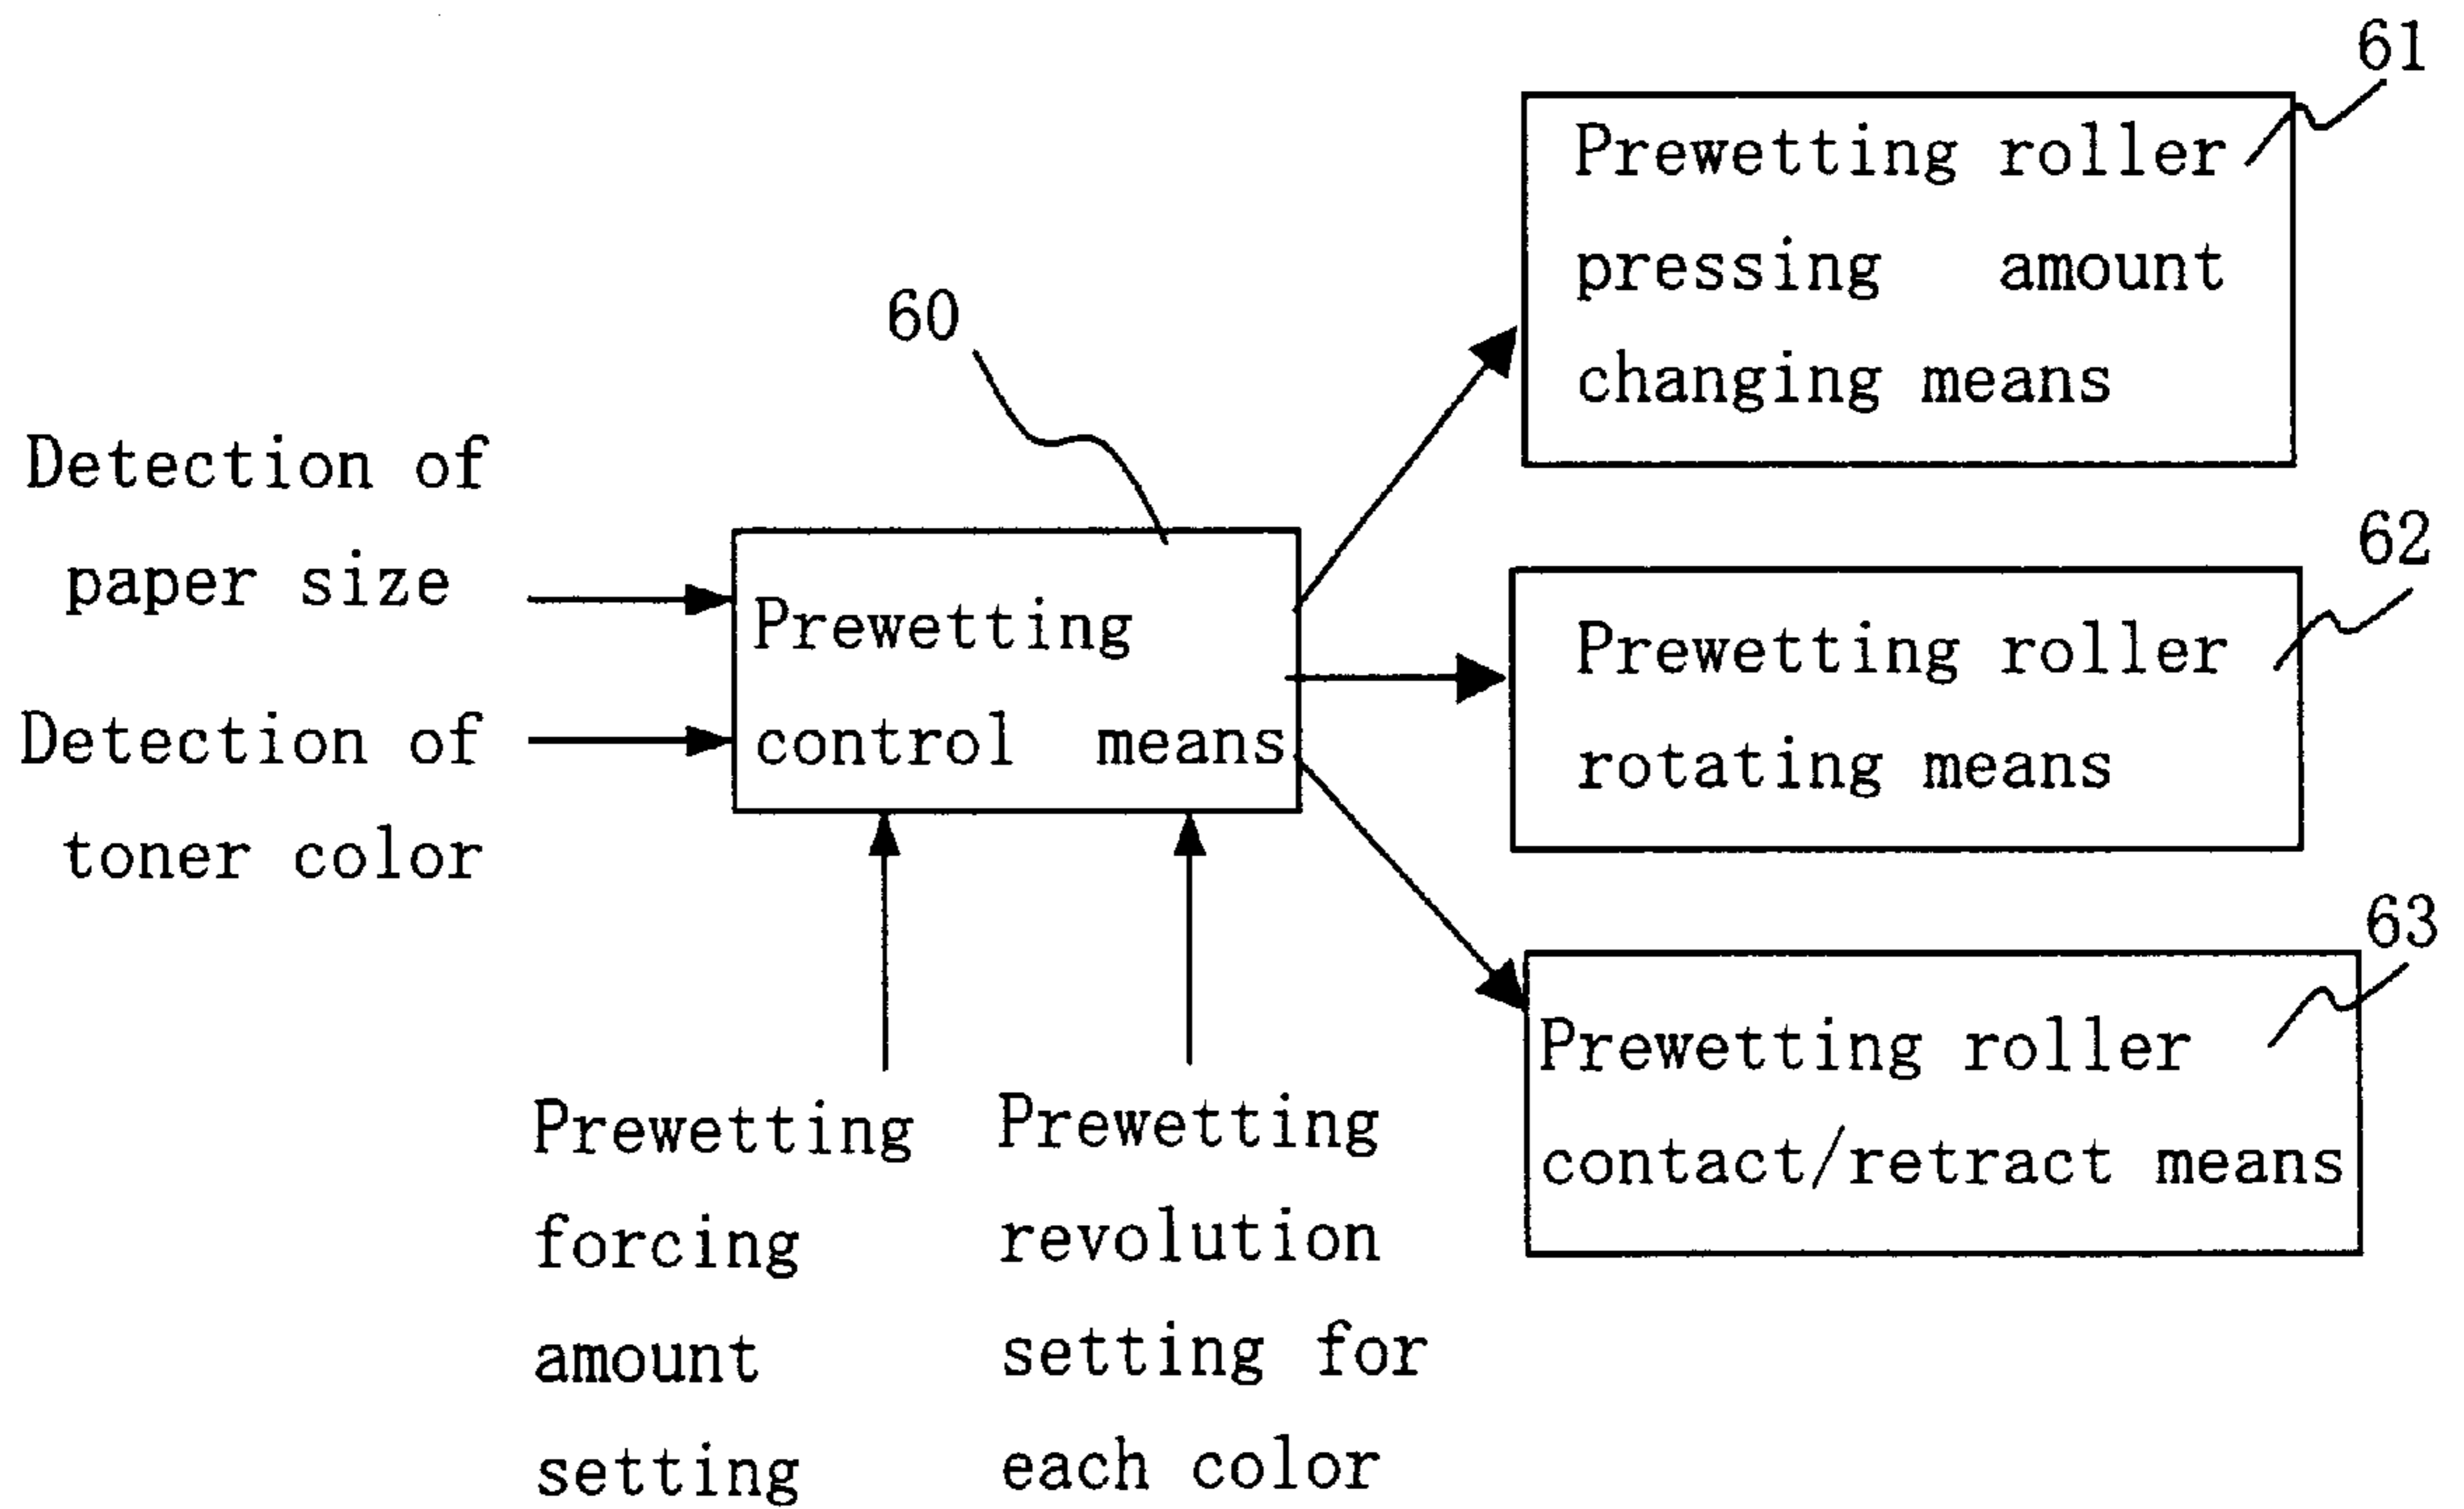 61
Prewetting roller
pressing amount
changing means
60
Detection of
paper size
Detection of
toner color
Prewetting
control means
62
Prewetting roller
rotating means
63
Prewetting roller
contact/retract means
Prewetting
forcing
amount
setting
Prewetting
revolution
setting for
each color